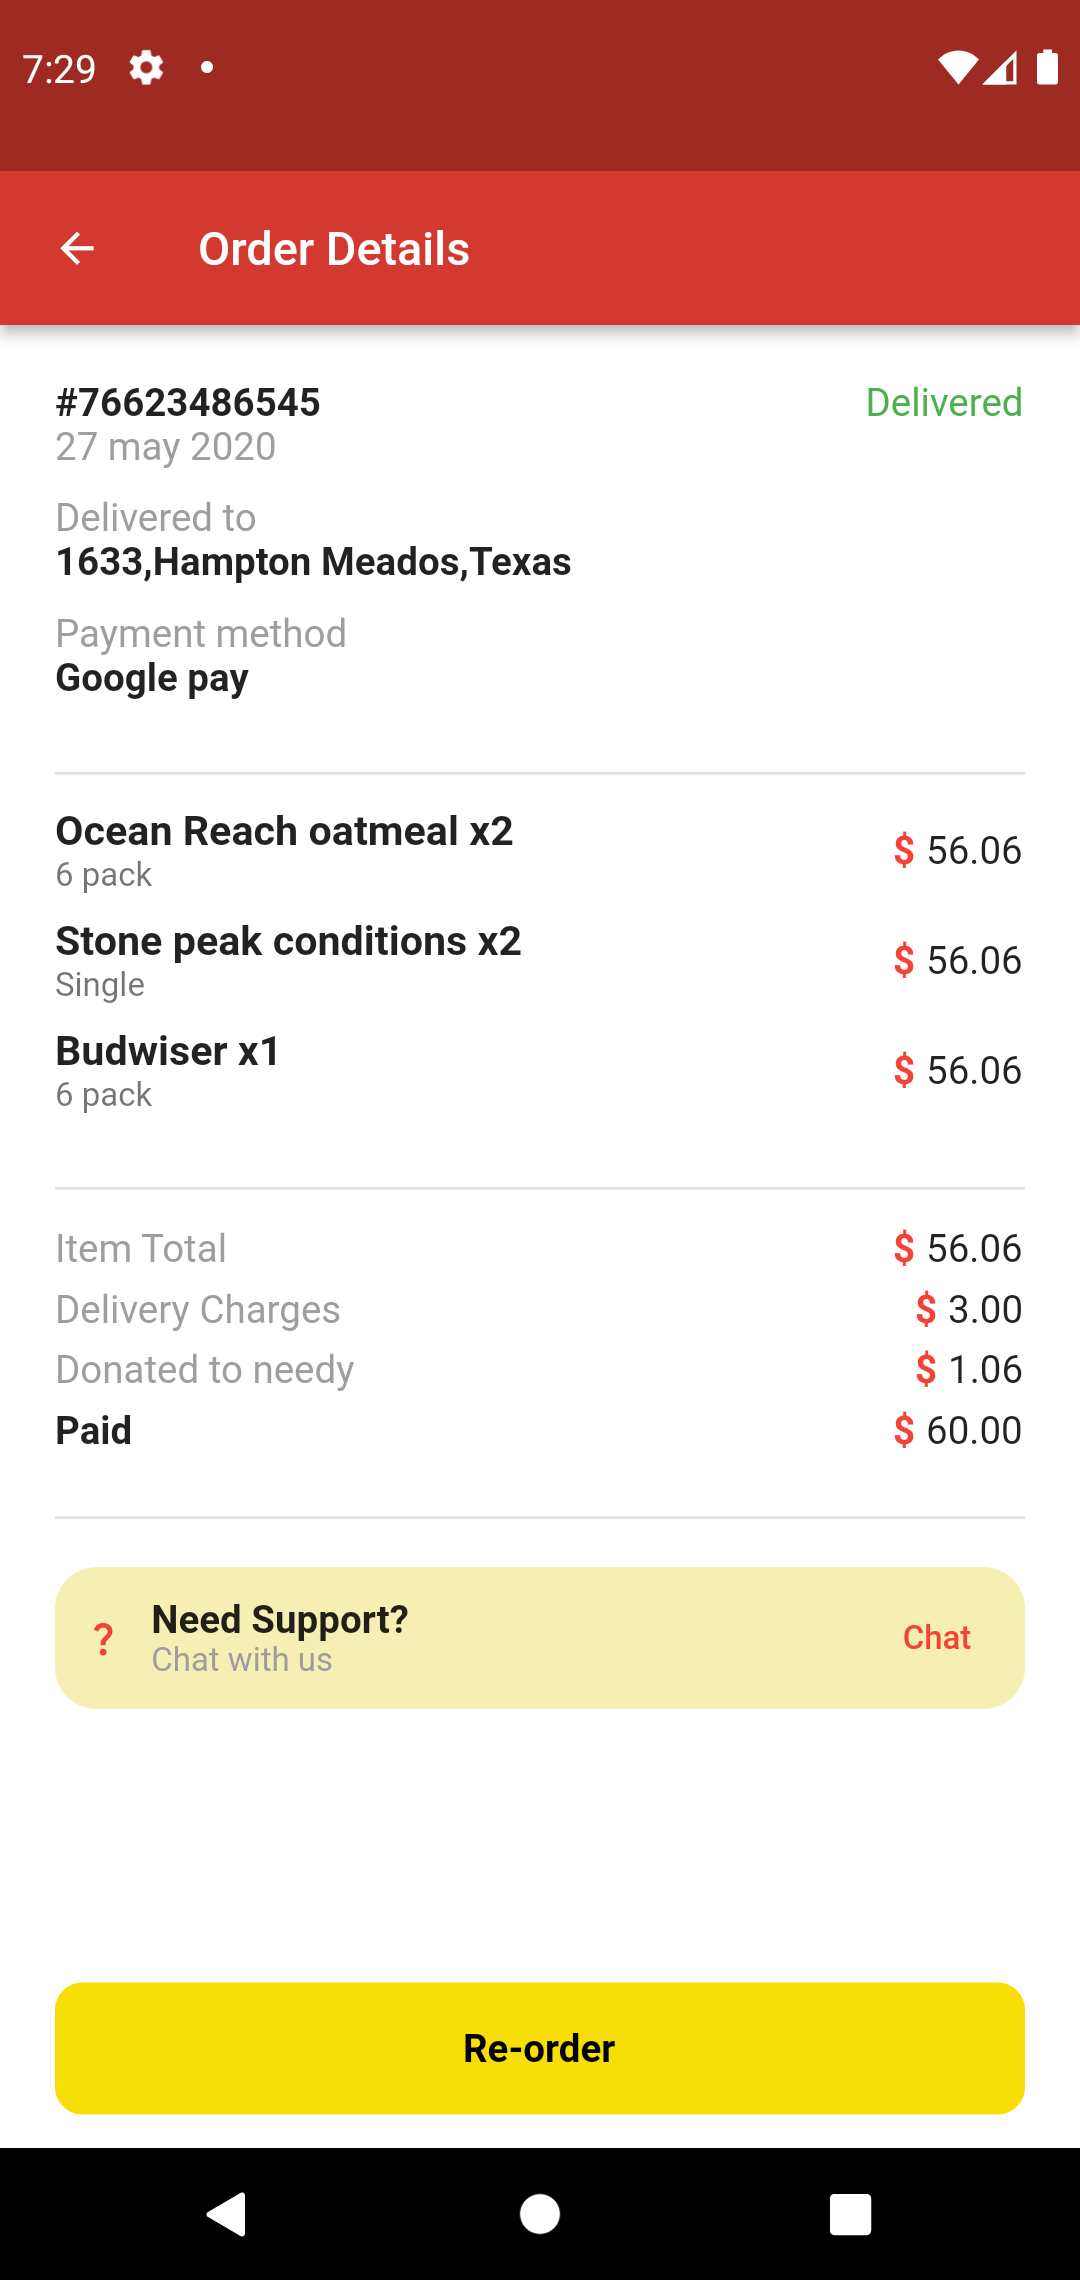 7:29
Order Details
#76623486545 Delivered
27 may 2020
Delivered to
1633,Hampton Meados,Texas
Payment method
Google pay
Ocean Reach oatmeal x2
6 pack
$ 56.06
Stone peak conditions x2
Single
$ 56.06
Budwiser x1
6 pack
$ 56.06
Item Total $ 56.06
Delivery Charges $ 3.00
Donated to needy $ 1.06
Paid $ 60.00
? Need Support?
Chat with us
Chat
Re-order